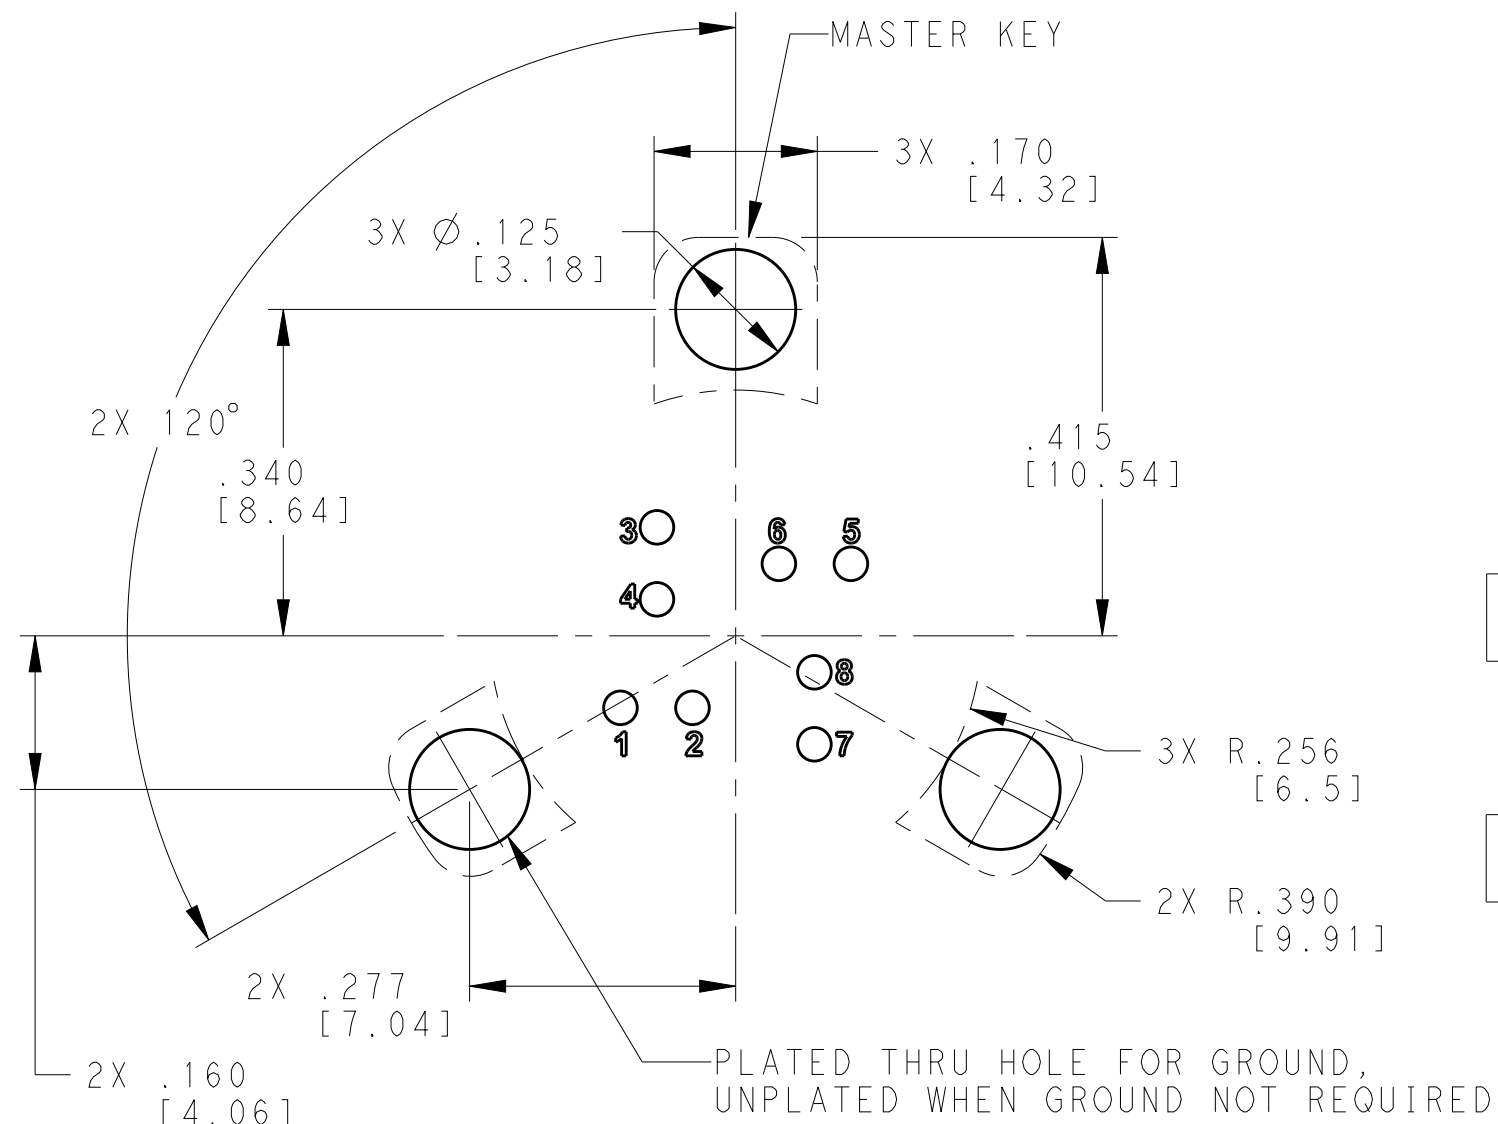 MASTER KEY
3X .170
[4.32]
3X Ø.125
[3.18]
2X 120°
.340
[8.64]
.415
[10.54]
3
6
5
4
8
1
2
7
3X R.256
[6.5]
2X R.390
[9.91]
2X .277
[7.04]
2X .160
[4.06]
PLATED THRU HOLE FOR GROUND,
UNPLATED WHEN GROUND NOT REQUIRED